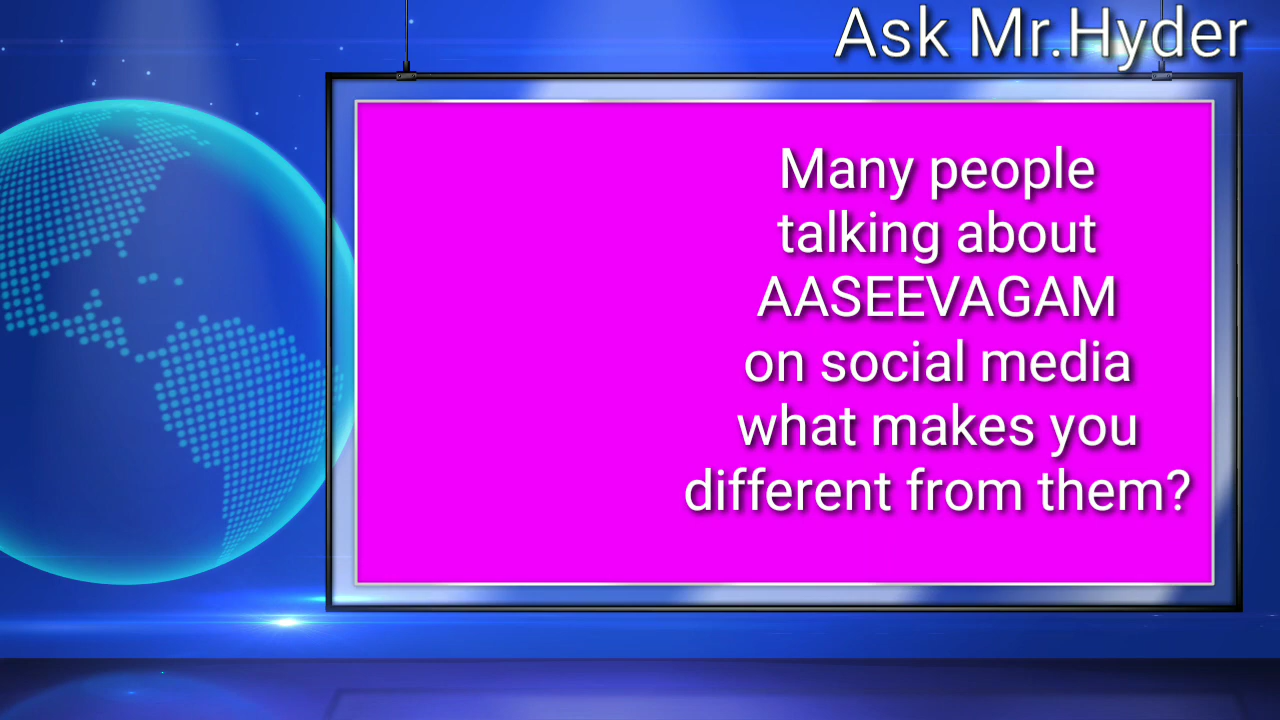 Ask Mr.Hyder
Many people
talking about
AASEEVAGAM
on social media
what makes you
different from them?